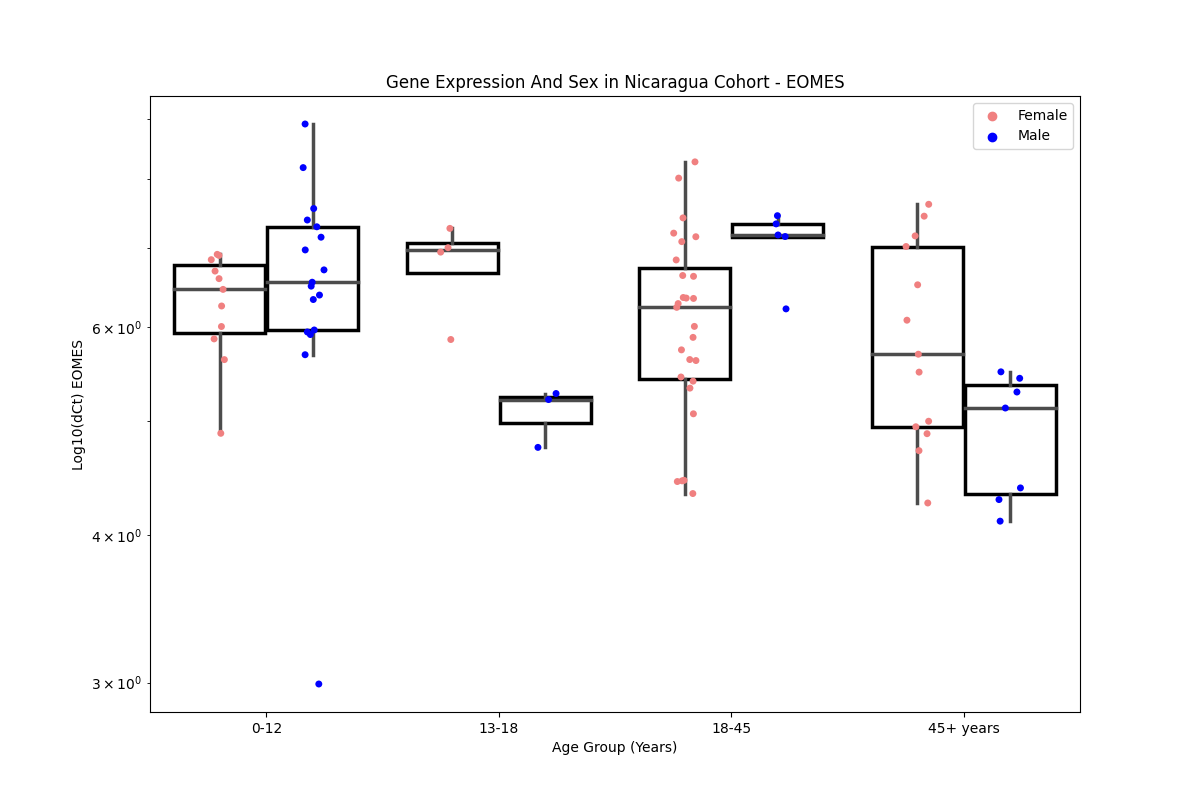 Gene Expression And Sex in Nicaragua Cohort - EOMES
Female
Male
Log10(dCt) EOMES
6 × 10⁰
4 × 10⁰
3 × 10⁰
0-12
13-18
18-45
45+ years
Age Group (Years)